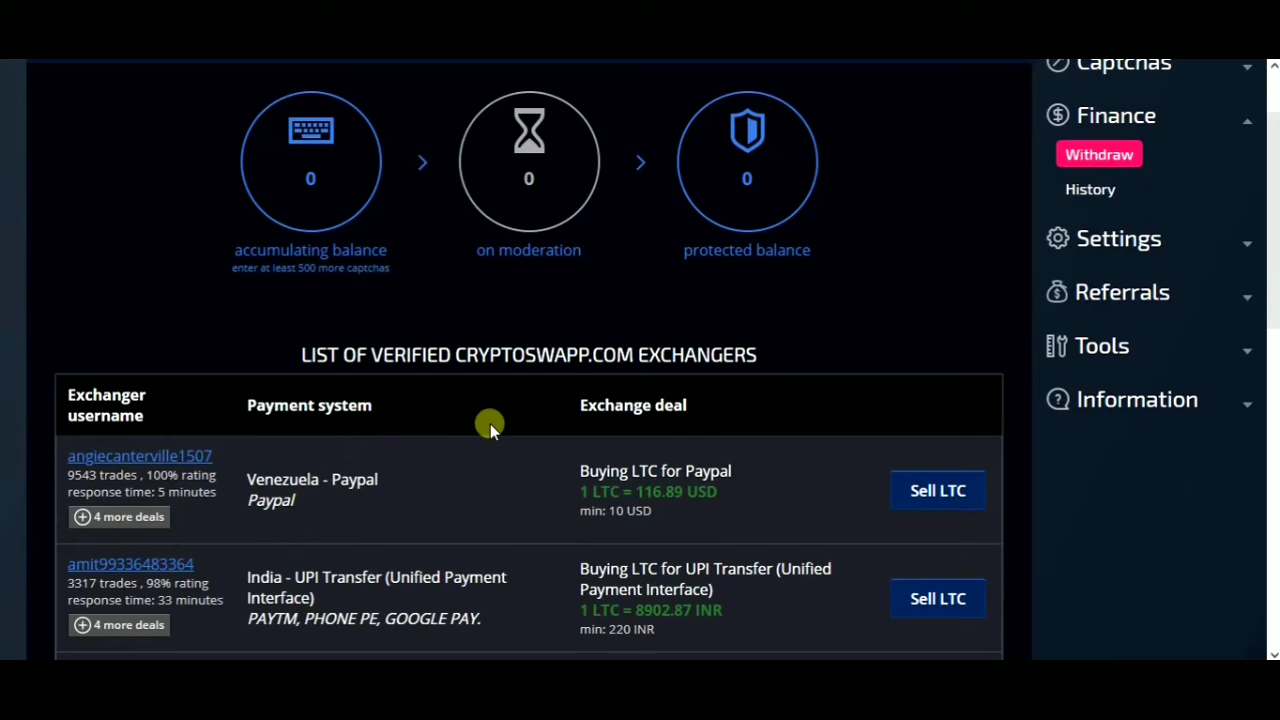 Captchas
Finance
Withdraw
History
Settings
Referrals
Tools
Information
0
0
0
accumulating balance
enter at least 500 more captchas
on moderation
protected balance
LIST OF VERIFIED CRYPTOSWAPP.COM EXCHANGERS
Exchanger
username
Payment system
Exchange deal
angiecanterville1507
9543 trades , 100% rating
response time: 5 minutes
4 more deals
Venezuela - Paypal
Paypal
Buying LTC for Paypal
1 LTC = 116.89 USD
min: 10 USD
Sell LTC
amit99336483364
3317 trades , 98% rating
response time: 33 minutes
4 more deals
India - UPI Transfer (Unified Payment
Interface)
PAYTM, PHONE PE, GOOGLE PAY.
Buying LTC for UPI Transfer (Unified
Payment Interface)
1 LTC = 8902.87 INR
min: 220 INR
Sell LTC